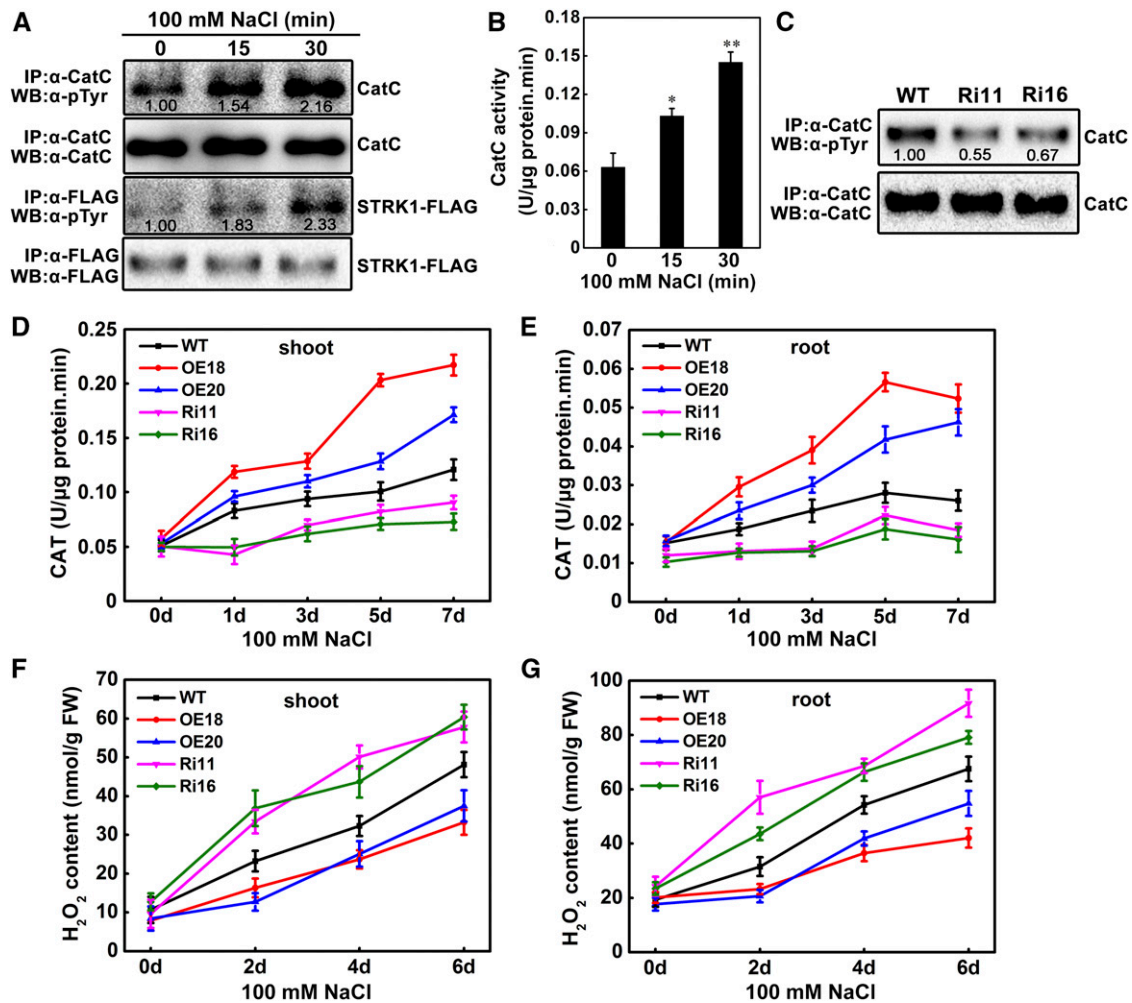 A
100 mM NaCl (min)
0 15 30
IP:α-CatC
WB:α-pTyr
1.00 1.54 2.16
CatC
IP:α-CatC
WB:α-CatC
CatC
IP:α-FLAG
WB:α-pTyr
1.00 1.83 2.33
STRK1-FLAG
IP:α-FLAG
WB:α-FLAG
STRK1-FLAG
B
CatC activity
(U/μg protein.min)
0.18
0.15
0.12
0.09
0.06
0.03
0
*
**
0 15 30
100 mM NaCl (min)
C
WT Ri11 Ri16
IP:α-CatC
WB:α-pTyr
1.00 0.55 0.67
CatC
IP:α-CatC
WB:α-CatC
CatC
D
CAT (U/μg protein.min)
0.25
0.20
0.15
0.10
0.05
0
WT
OE18
OE20
Ri11
Ri16
shoot
0d 1d 3d 5d 7d
100 mM NaCl
E
CAT (U/μg protein.min)
0.07
0.06
0.05
0.04
0.03
0.02
0.01
0
WT
OE18
OE20
Ri11
Ri16
root
0d 1d 3d 5d 7d
100 mM NaCl
F
H₂O₂ content (nmol/g FW)
70
60
50
40
30
20
10
0
WT
OE18
OE20
Ri11
Ri16
shoot
0d 2d 4d 6d
100 mM NaCl
G
H₂O₂ content (nmol/g FW)
100
80
60
40
20
0
WT
OE18
OE20
Ri11
Ri16
root
0d 2d 4d 6d
100 mM NaCl